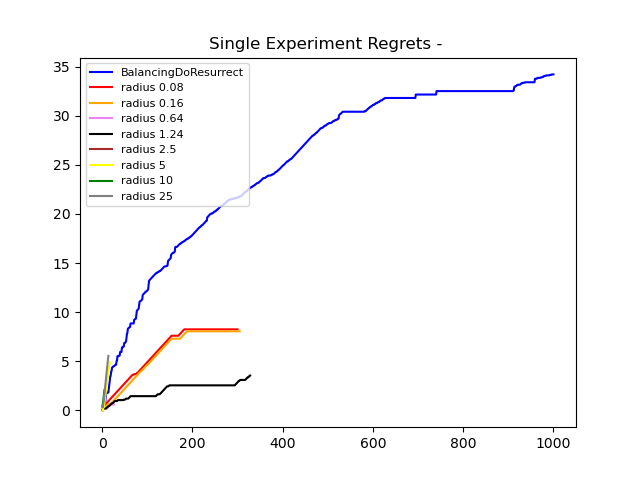 Single Experiment Regrets -
35
30
25
20
15
10
5
0
BalancingDoResurrect
radius 0.08
radius 0.16
radius 0.64
radius 1.24
radius 2.5
radius 5
radius 10
radius 25
0 200 400 600 800 1000